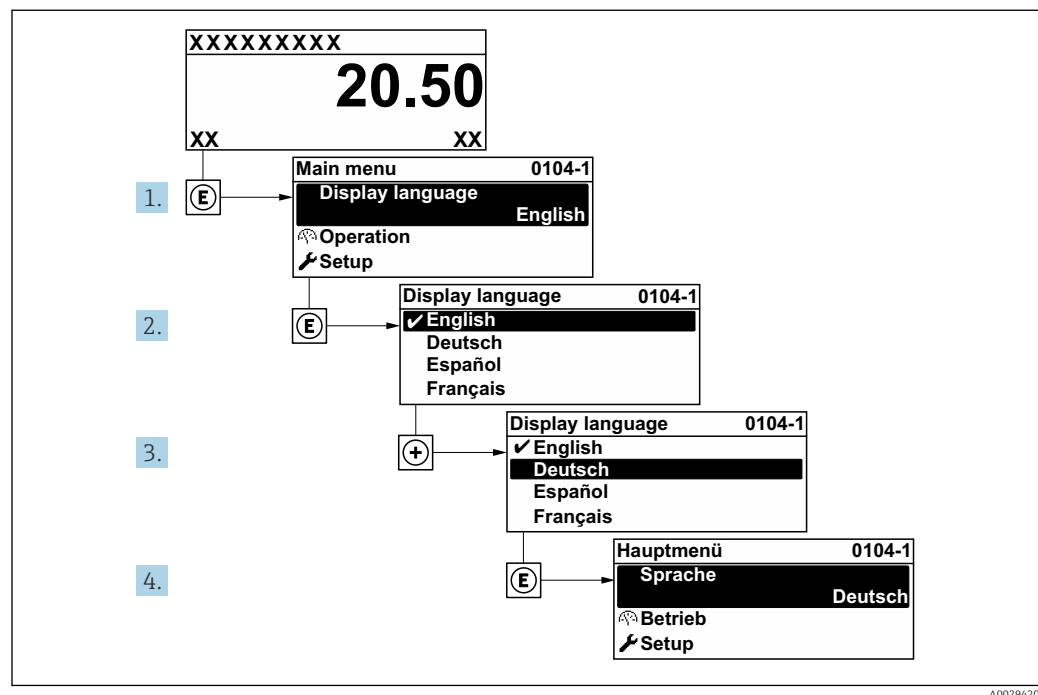 XXXXXXXXX
20.50
XX XX
1. E
Main menu 0104-1
Display language
English
Operation
Setup
2. E
Display language 0104-1
✔English
Deutsch
Español
Français
3. +
Display language 0104-1
✔English
Deutsch
Español
Français
4. E
Hauptmenü 0104-1
Sprache
Deutsch
Betrieb
Setup
A0029420